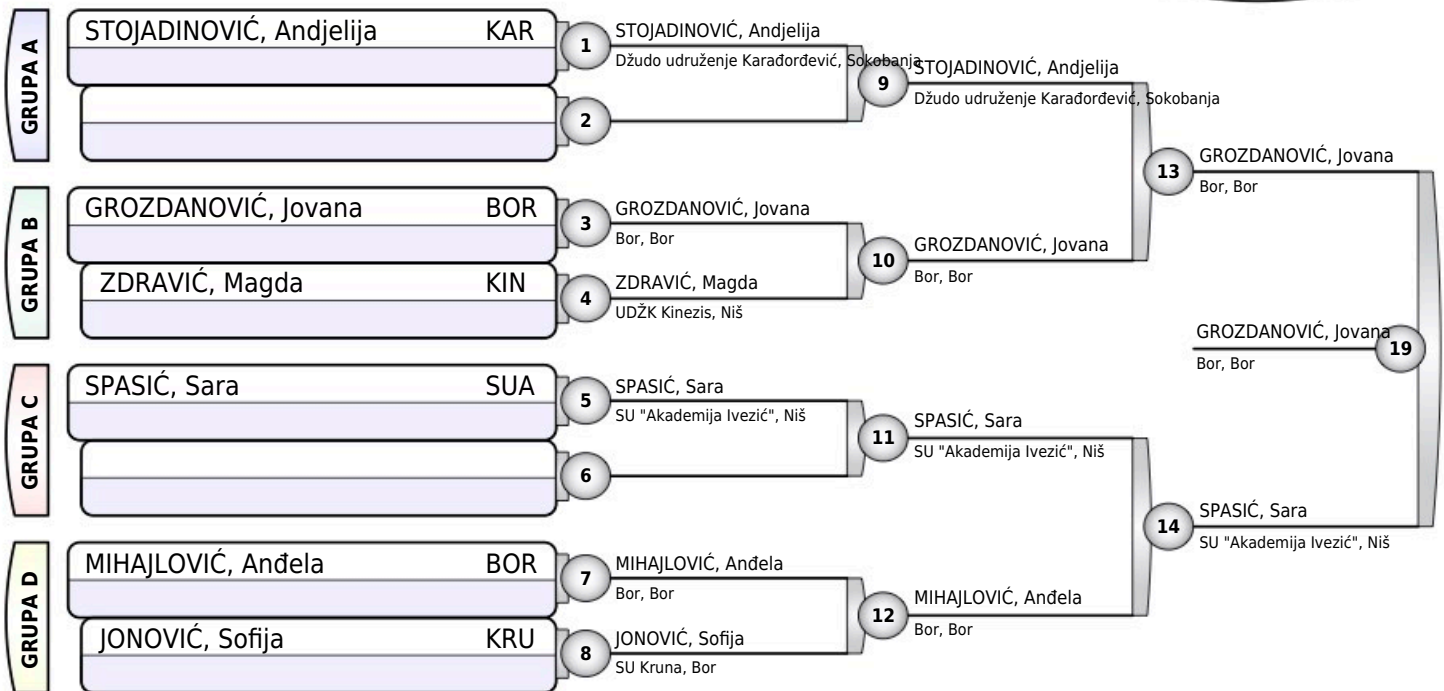 GRUPA A
STOJADINOVIĆ, Andjelija KAR
1
STOJADINOVIĆ, Andjelija
Džudo udruženje Karađorđević, Sokobanja
2
9
STOJADINOVIĆ, Andjelija
Džudo udruženje Karađorđević, Sokobanja
13
GROZDANOVIĆ, Jovana
Bor, Bor
GRUPA B
GROZDANOVIĆ, Jovana BOR
3
GROZDANOVIĆ, Jovana
Bor, Bor
ZDRAVIĆ, Magda KIN
4
ZDRAVIĆ, Magda
UDŽK Kinezis, Niš
10
GROZDANOVIĆ, Jovana
Bor, Bor
GROZDANOVIĆ, Jovana
Bor, Bor
19
GRUPA C
SPASIĆ, Sara SUA
5
SPASIĆ, Sara
SU "Akademija Ivezić", Niš
6
11
SPASIĆ, Sara
SU "Akademija Ivezić", Niš
14
SPASIĆ, Sara
SU "Akademija Ivezić", Niš
GRUPA D
MIHAJLOVIĆ, Anđela BOR
7
MIHAJLOVIĆ, Anđela
Bor, Bor
JONOVIĆ, Sofija KRU
8
JONOVIĆ, Sofija
SU Kruna, Bor
12
MIHAJLOVIĆ, Anđela
Bor, Bor